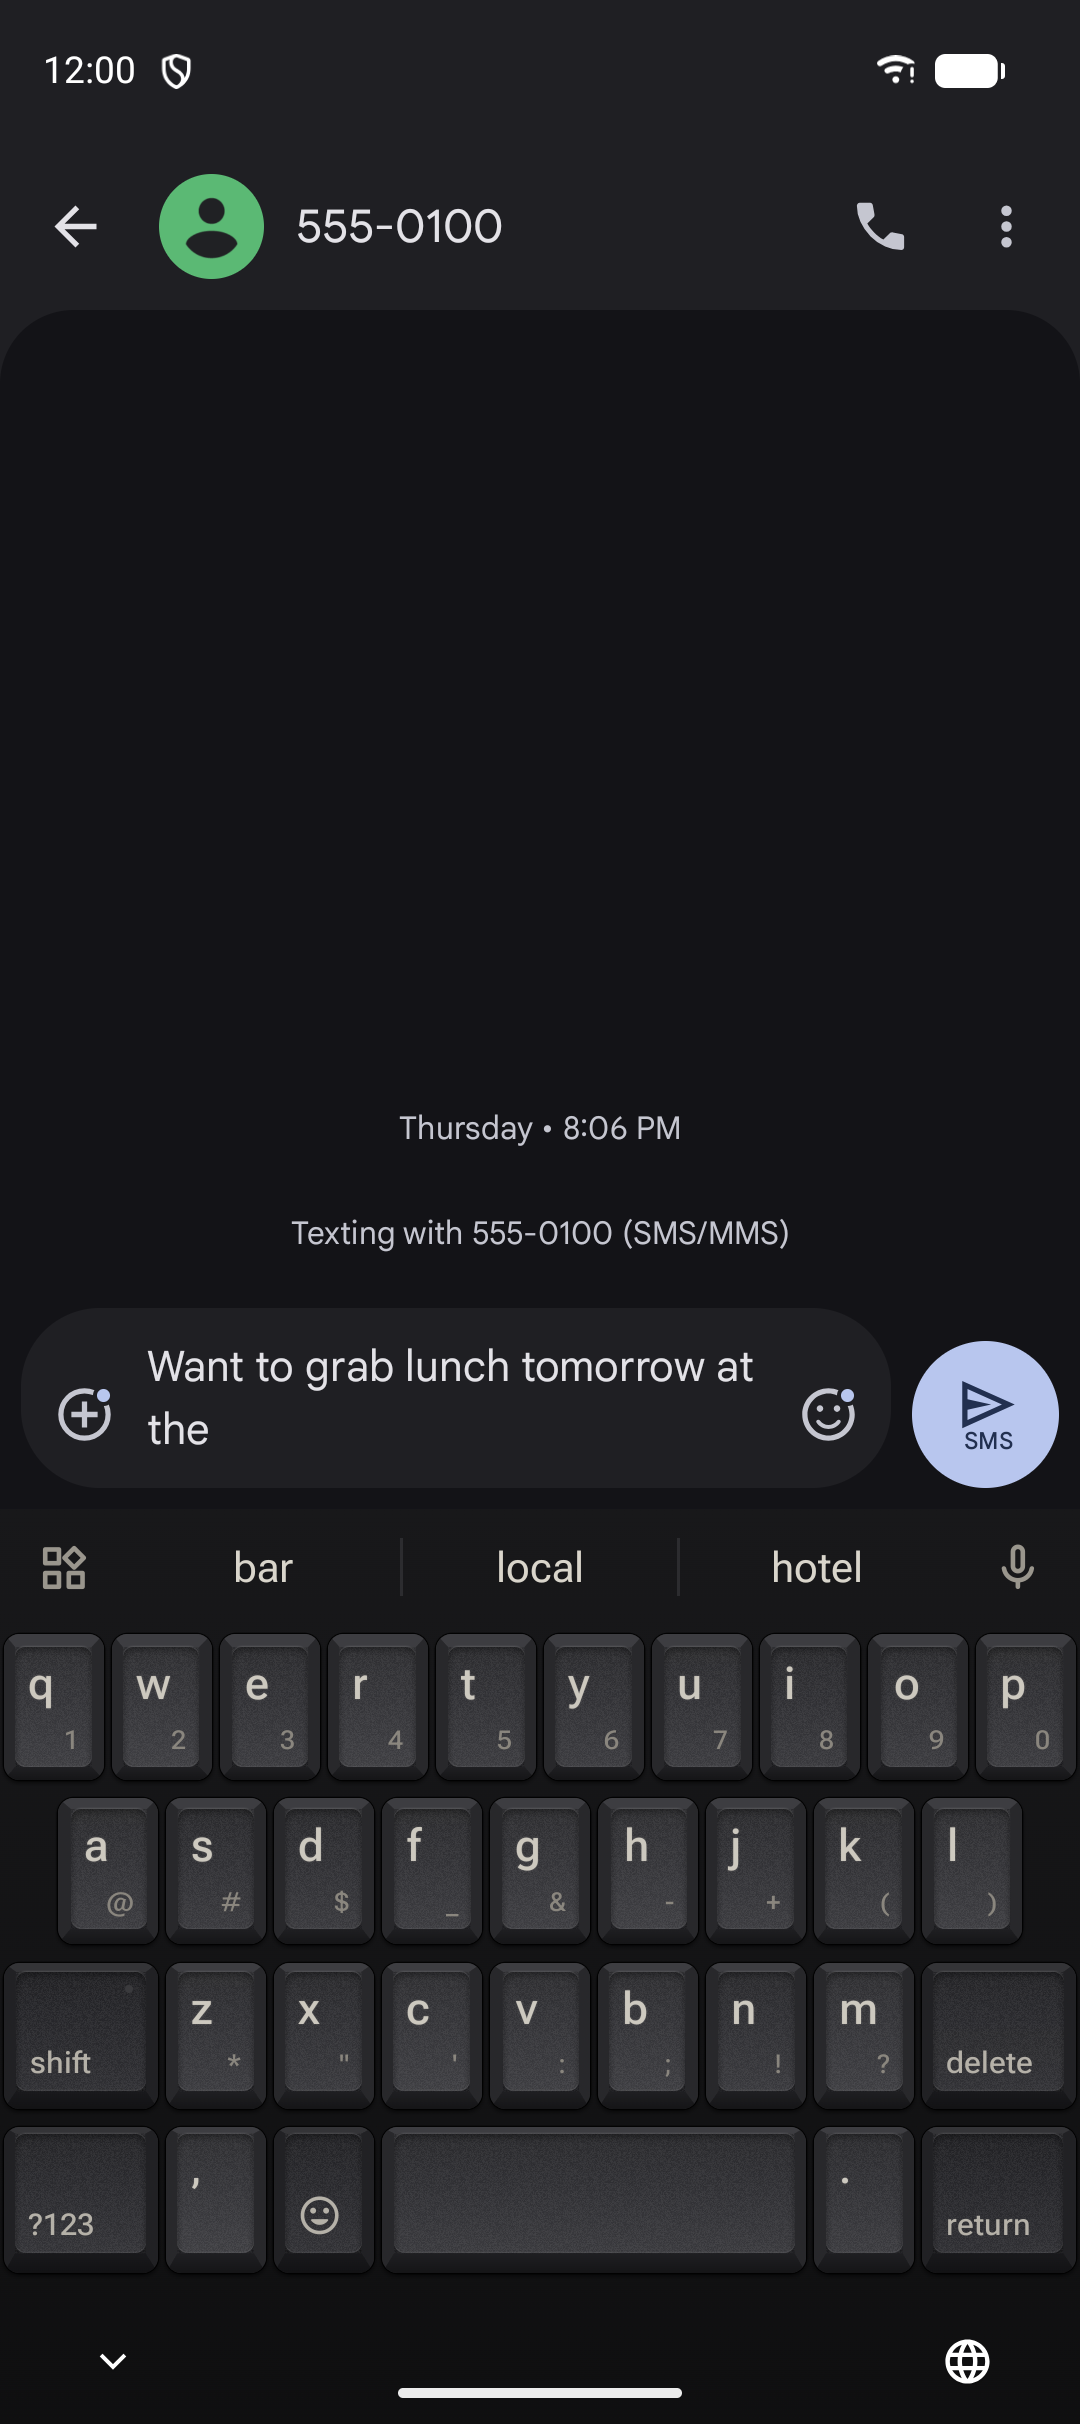 12:00
555-0100
Thursday • 8:06 PM
Texting with 555-0100 (SMS/MMS)
Want to grab lunch tomorrow at
the
SMS
bar local hotel
q w e r t y u i o p
1 2 3 4 5 6 7 8 9 0
a s d f g h j k l
@ # $ _ & - + ( )
z x c v b n m
shift * " ' : ; ! ? delete
, .
?123 return